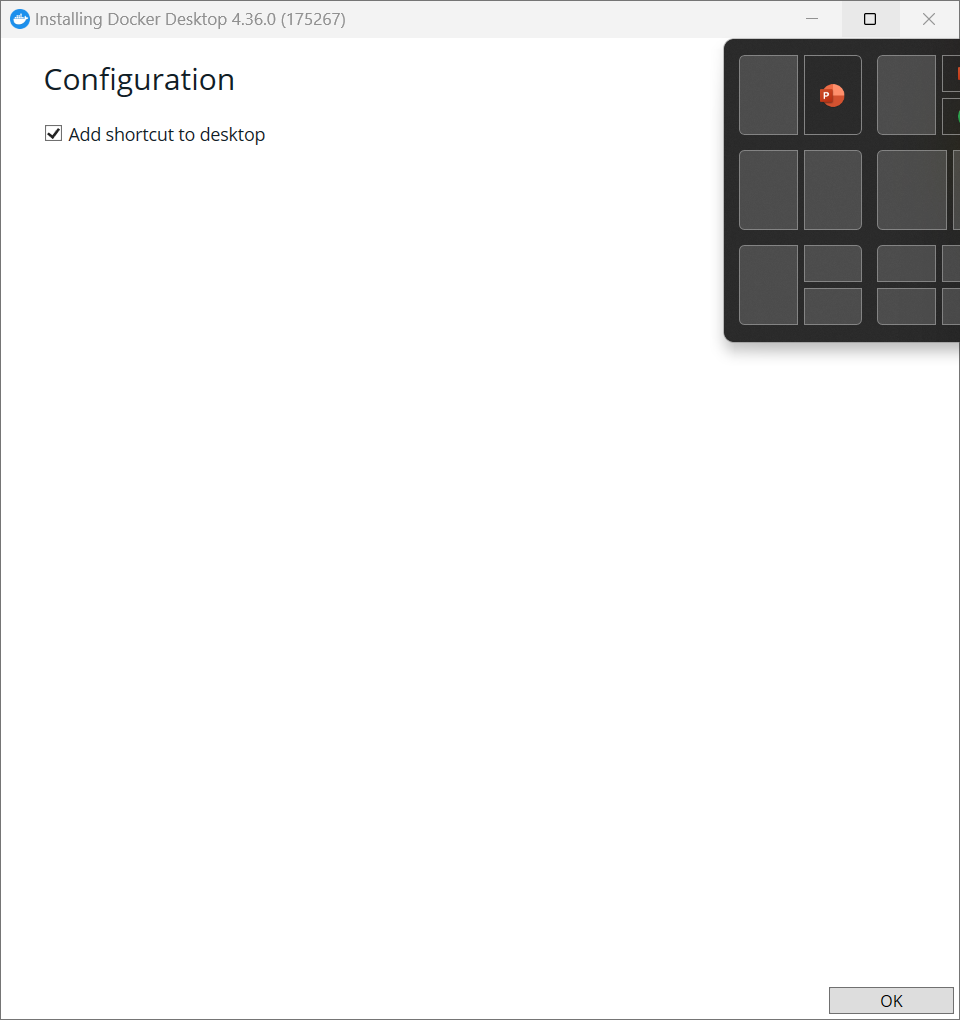 Installing Docker Desktop 4.36.0 (175267)
Configuration
Add shortcut to desktop
P
OK